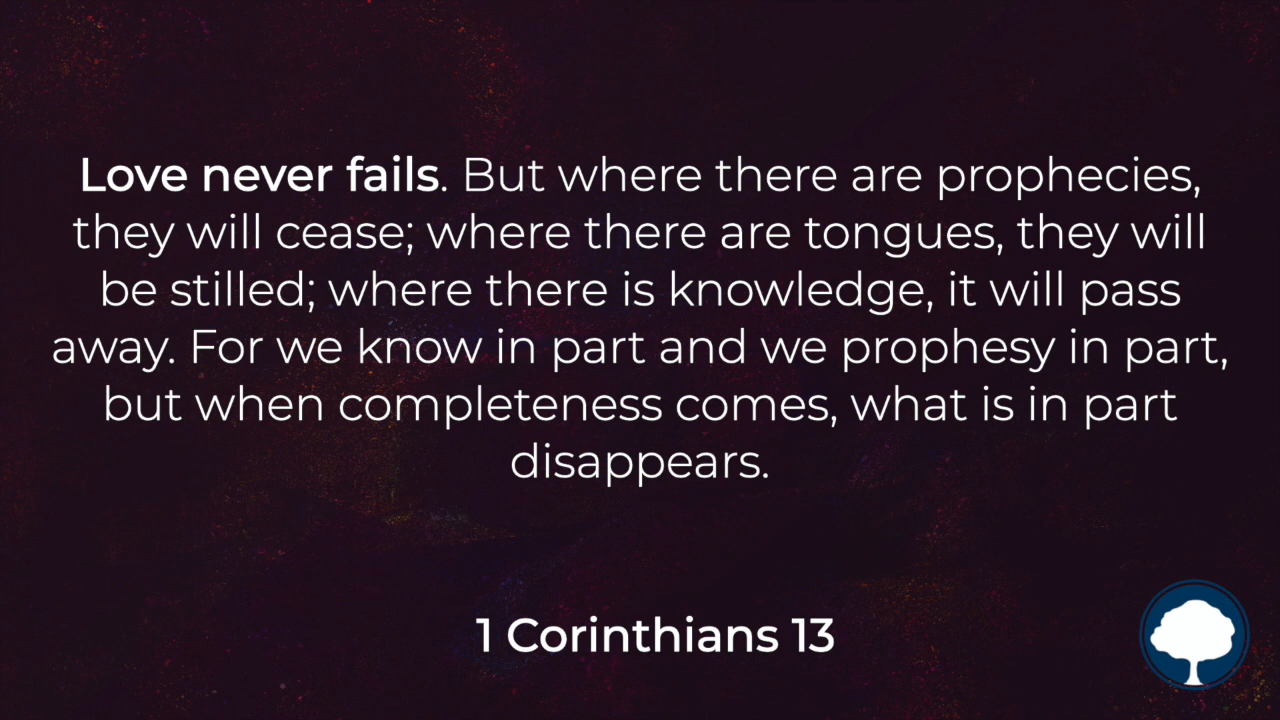 Love never fails. But where there are prophecies,
they will cease; where there are tongues, they will
be stilled; where there is knowledge, it will pass
away. For we know in part and we prophesy in part,
but when completeness comes, what is in part
disappears.
1 Corinthians 13